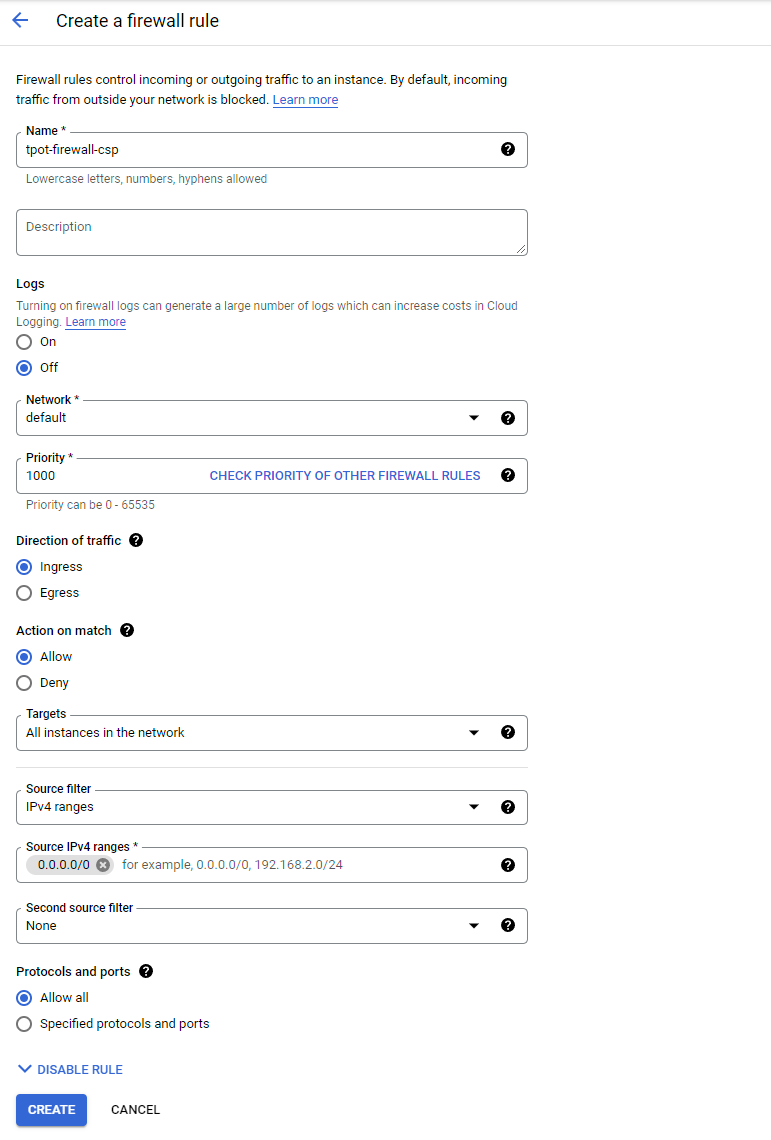 Create a firewall rule
Firewall rules control incoming or outgoing traffic to an instance. By default, incoming
traffic from outside your network is blocked. Learn more
Name *
tpot-firewall-csp
Lowercase letters, numbers, hyphens allowed
Description
Logs
Turning on firewall logs can generate a large number of logs which can increase costs in Cloud
Logging. Learn more
On
Off
Network *
default
Priority *
1000 CHECK PRIORITY OF OTHER FIREWALL RULES
Priority can be 0 - 65535
Direction of traffic
Ingress
Egress
Action on match
Allow
Deny
Targets
All instances in the network
Source filter
IPv4 ranges
Source IPv4 ranges *
0.0.0.0/0 for example, 0.0.0.0/0, 192.168.2.0/24
Second source filter
None
Protocols and ports
Allow all
Specified protocols and ports
DISABLE RULE
CREATE CANCEL